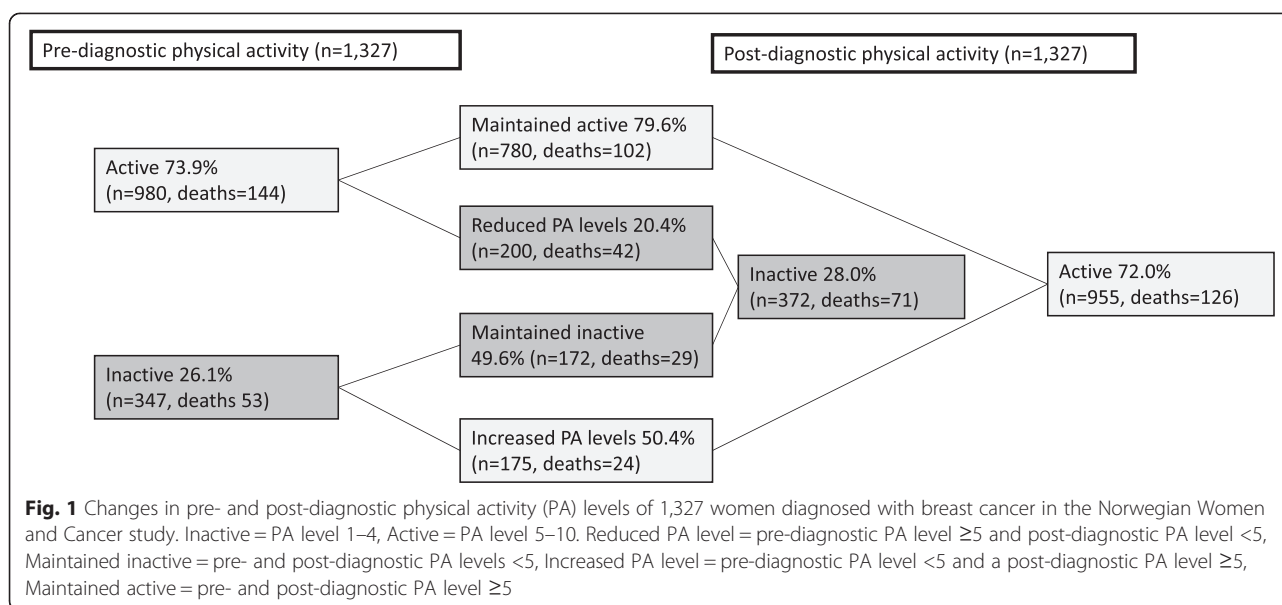 Pre-diagnostic physical activity (n=1,327)
Post-diagnostic physical activity (n=1,327)
Maintained active 79.6%
(n=780, deaths=102)
Active 73.9%
(n=980, deaths=144)
Reduced PA levels 20.4%
(n=200, deaths=42)
Inactive 28.0%
(n=372, deaths=71)
Active 72.0%
(n=955, deaths=126)
Maintained inactive
49.6% (n=172, deaths=29)
Inactive 26.1%
(n=347, deaths 53)
Increased PA levels 50.4%
(n=175, deaths=24)
Fig. 1 Changes in pre- and post-diagnostic physical activity (PA) levels of 1,327 women diagnosed with breast cancer in the Norwegian Women
and Cancer study. Inactive = PA level 1–4, Active = PA level 5–10. Reduced PA level = pre-diagnostic PA level ≥5 and post-diagnostic PA level <5,
Maintained inactive = pre- and post-diagnostic PA levels <5, Increased PA level = pre-diagnostic PA level <5 and a post-diagnostic PA level ≥5,
Maintained active = pre- and post-diagnostic PA level ≥5